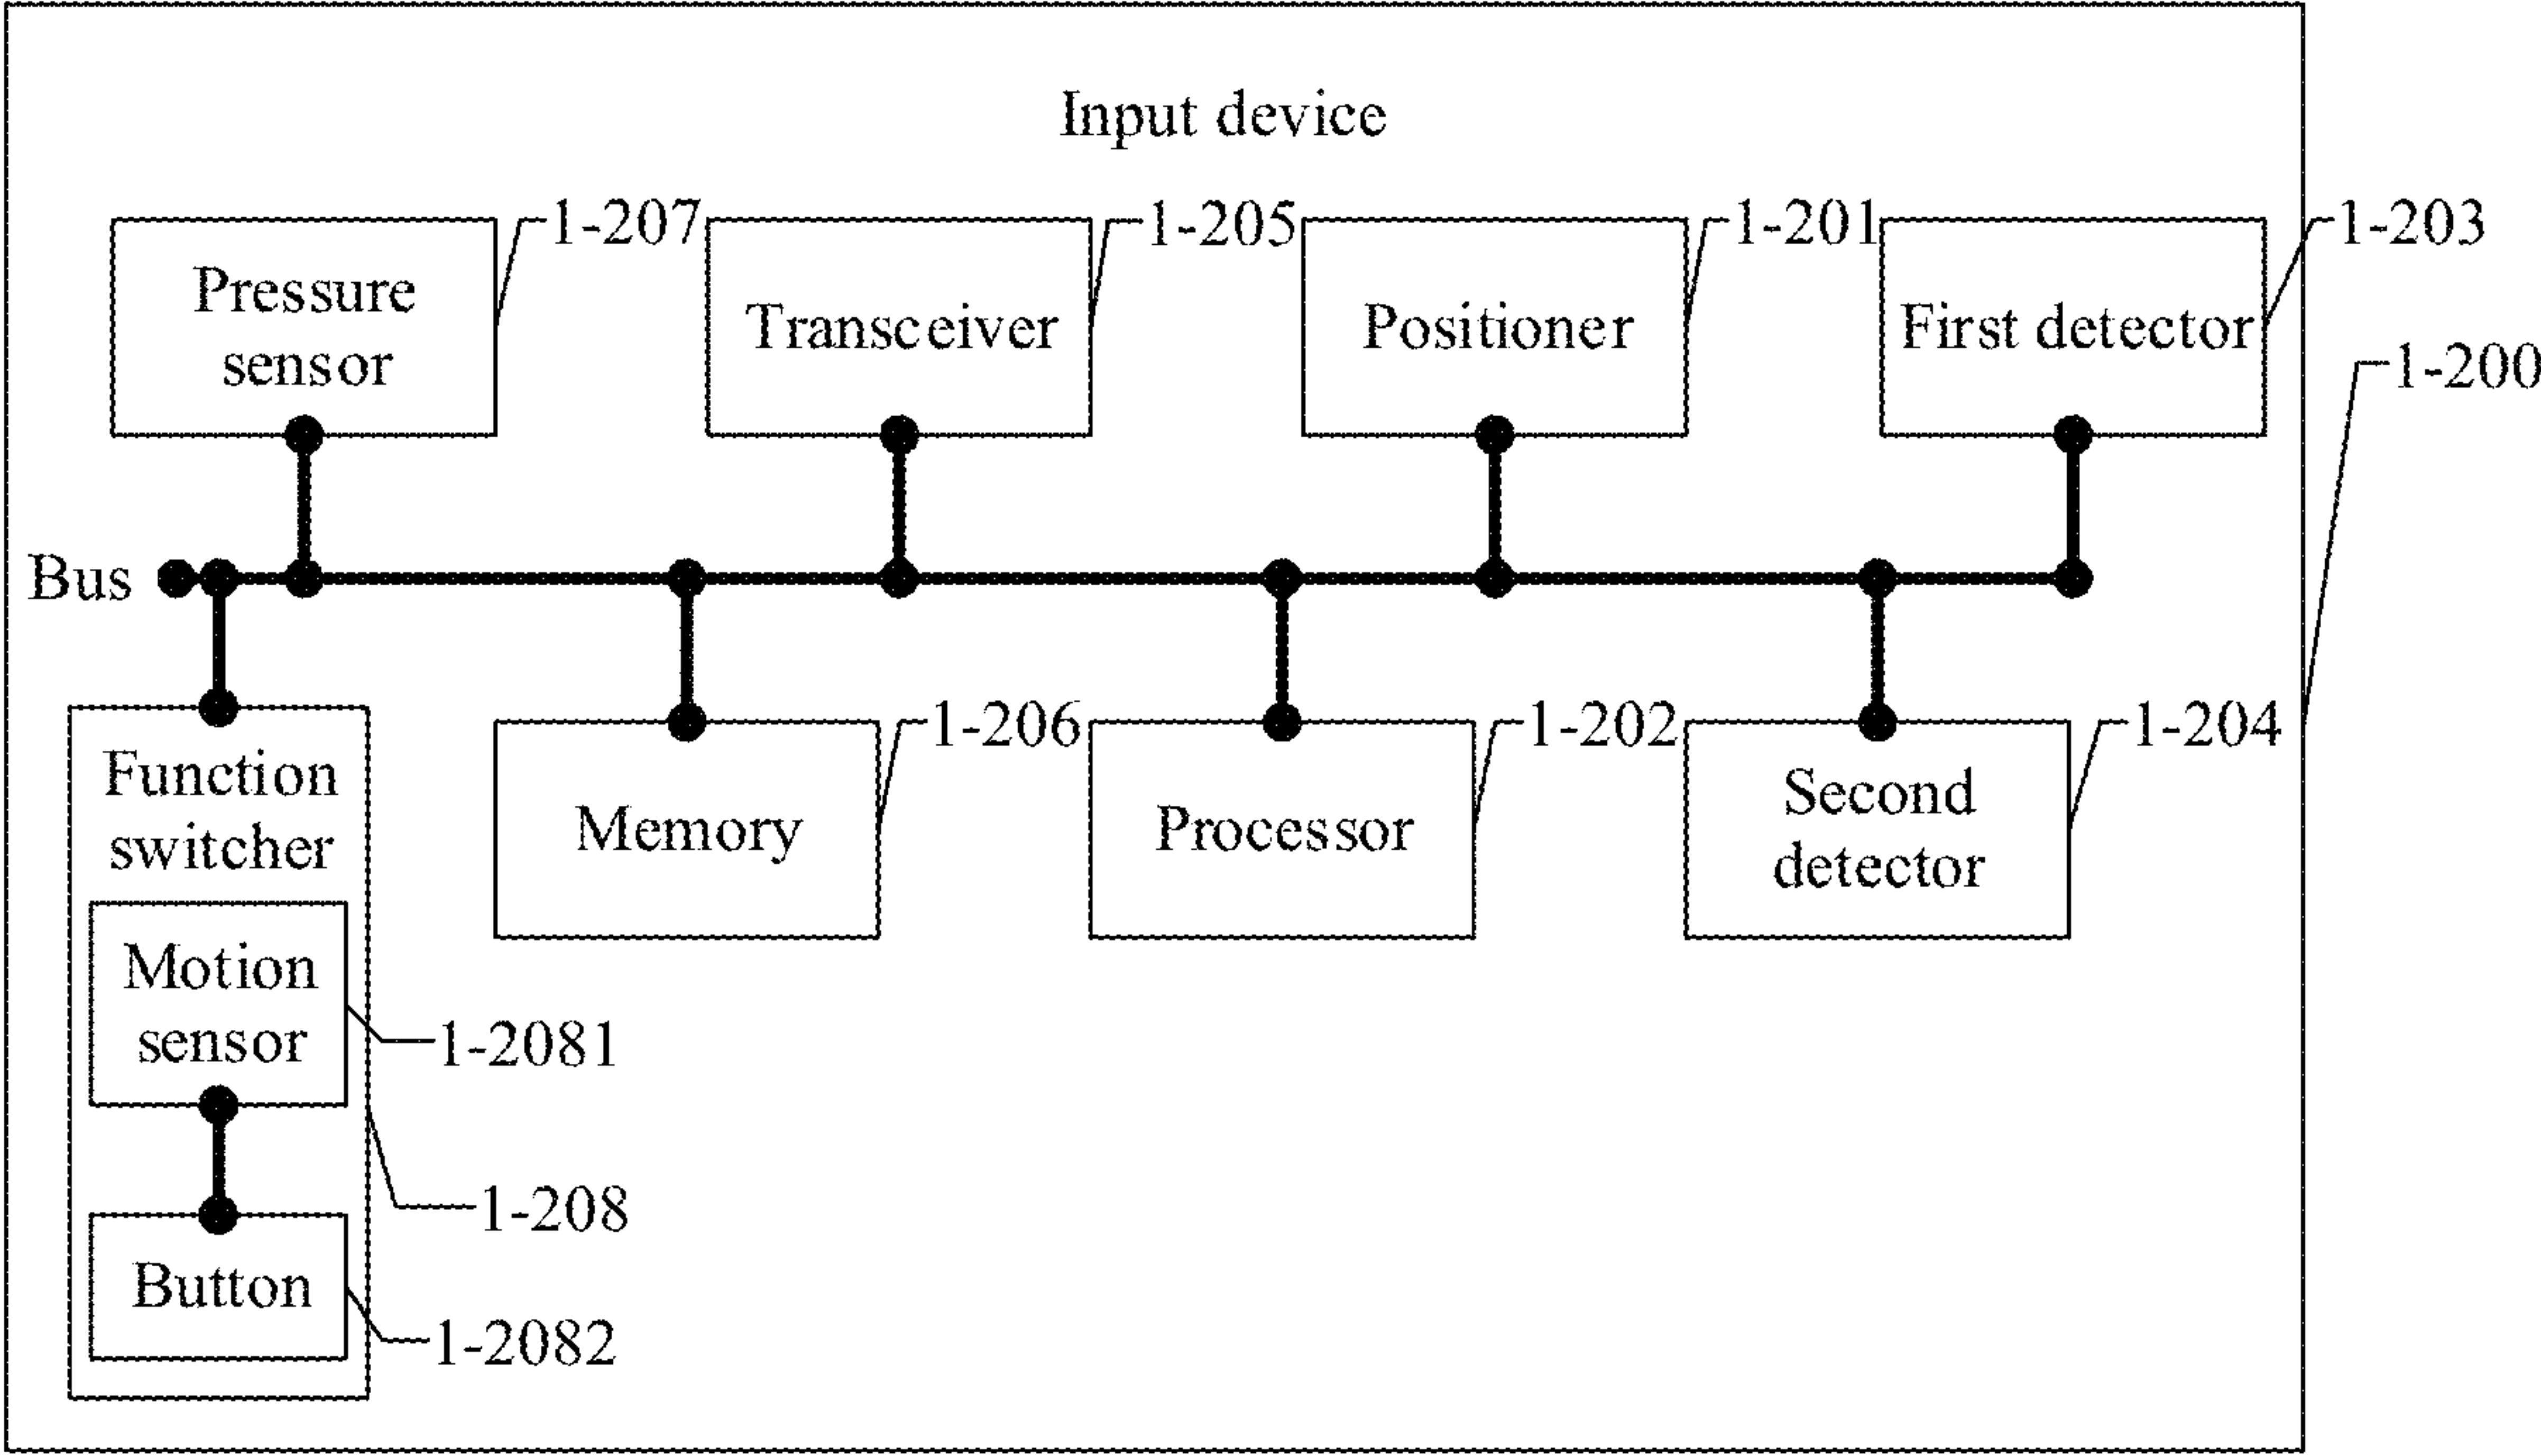 Input device
1-207
1-205
1-201
1-203
Pressure
sensor
Transceiver
Positioner
First detector
1-200
Bus
Function
switcher
1-206
1-202
1-204
Memory
Processor
Second
detector
Motion
sensor
1-2081
1-208
Button
1-2082